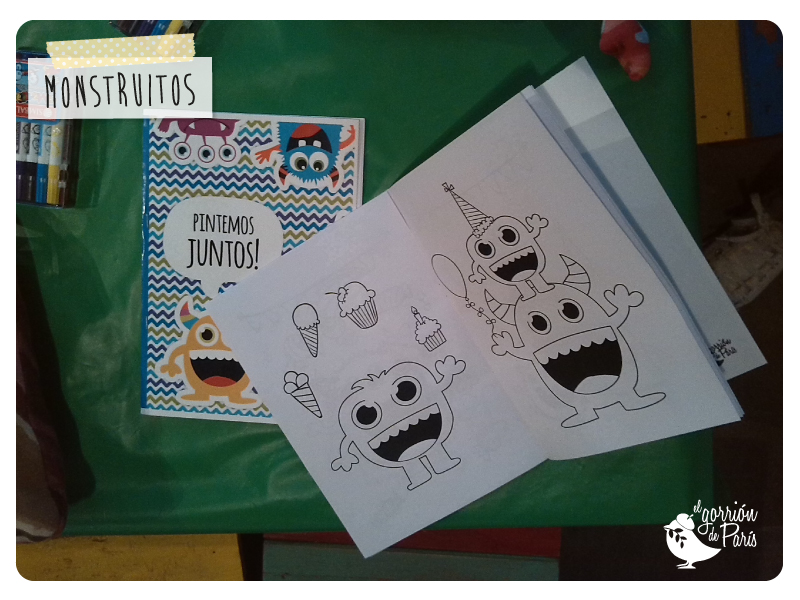 MONSTRUITOS
PINTEMOS
JUNTOS!
el
gorrión
de París